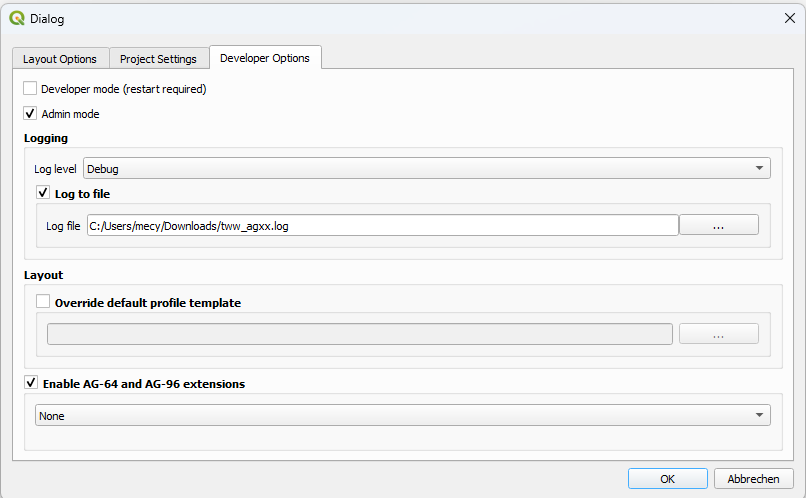 Dialog
Layout Options
Project Settings
Developer Options
Developer mode (restart required)
Admin mode
Logging
Log level Debug
Log to file
Log file C:/Users/mecy/Downloads/tww_agxx.log ...
Layout
Override default profile template
...
Enable AG-64 and AG-96 extensions
None
OK Abbrechen